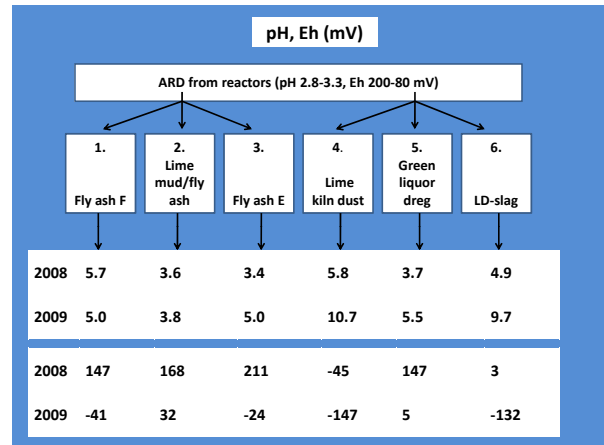 pH, Eh (mV)
ARD from reactors (pH 2.8-3.3, Eh 200-80 mV)
1.
Fly ash F
2.
Lime
mud/fly
ash
3.
Fly ash E
4.
Lime
kiln dust
5.
Green
liquor
dreg
6.
LD-slag
2008 5.7 3.6 3.4 5.8 3.7 4.9
2009 5.0 3.8 5.0 10.7 5.5 9.7
2008 147 168 211 -45 147 3
2009 -41 32 -24 -147 5 -132